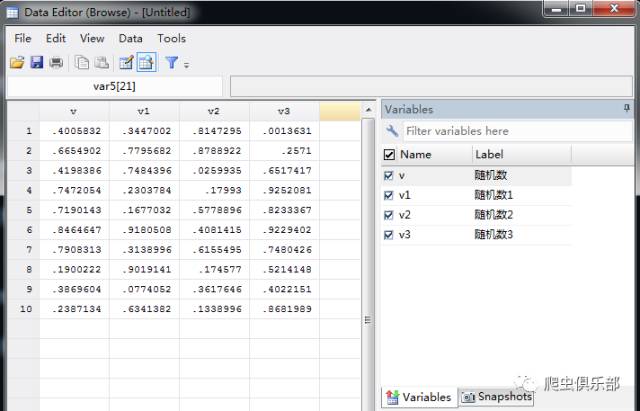 Data Editor (Browse) - [Untitled]
File Edit View Data Tools
var5[21]
v v1 v2 v3
1 .4005832 .3447002 .8147295 .0013631
2 .6654902 .7795682 .8788922 .2571
3 .4198386 .7484396 .0259935 .6517417
4 .7472054 .2303784 .17993 .9252081
5 .7190143 .1677032 .5778896 .8233367
6 .8464647 .9180508 .4081415 .9229402
7 .7908313 .3138996 .6155495 .7480426
8 .1900222 .9019141 .174577 .5214148
9 .3869604 .0774052 .3617646 .4022151
10 .2387134 .6341382 .1338996 .8681989
Variables
Filter variables here
Name Label
v 随机数
v1 随机数1
v2 随机数2
v3 随机数3
爬虫俱乐部
Variables Snapshots